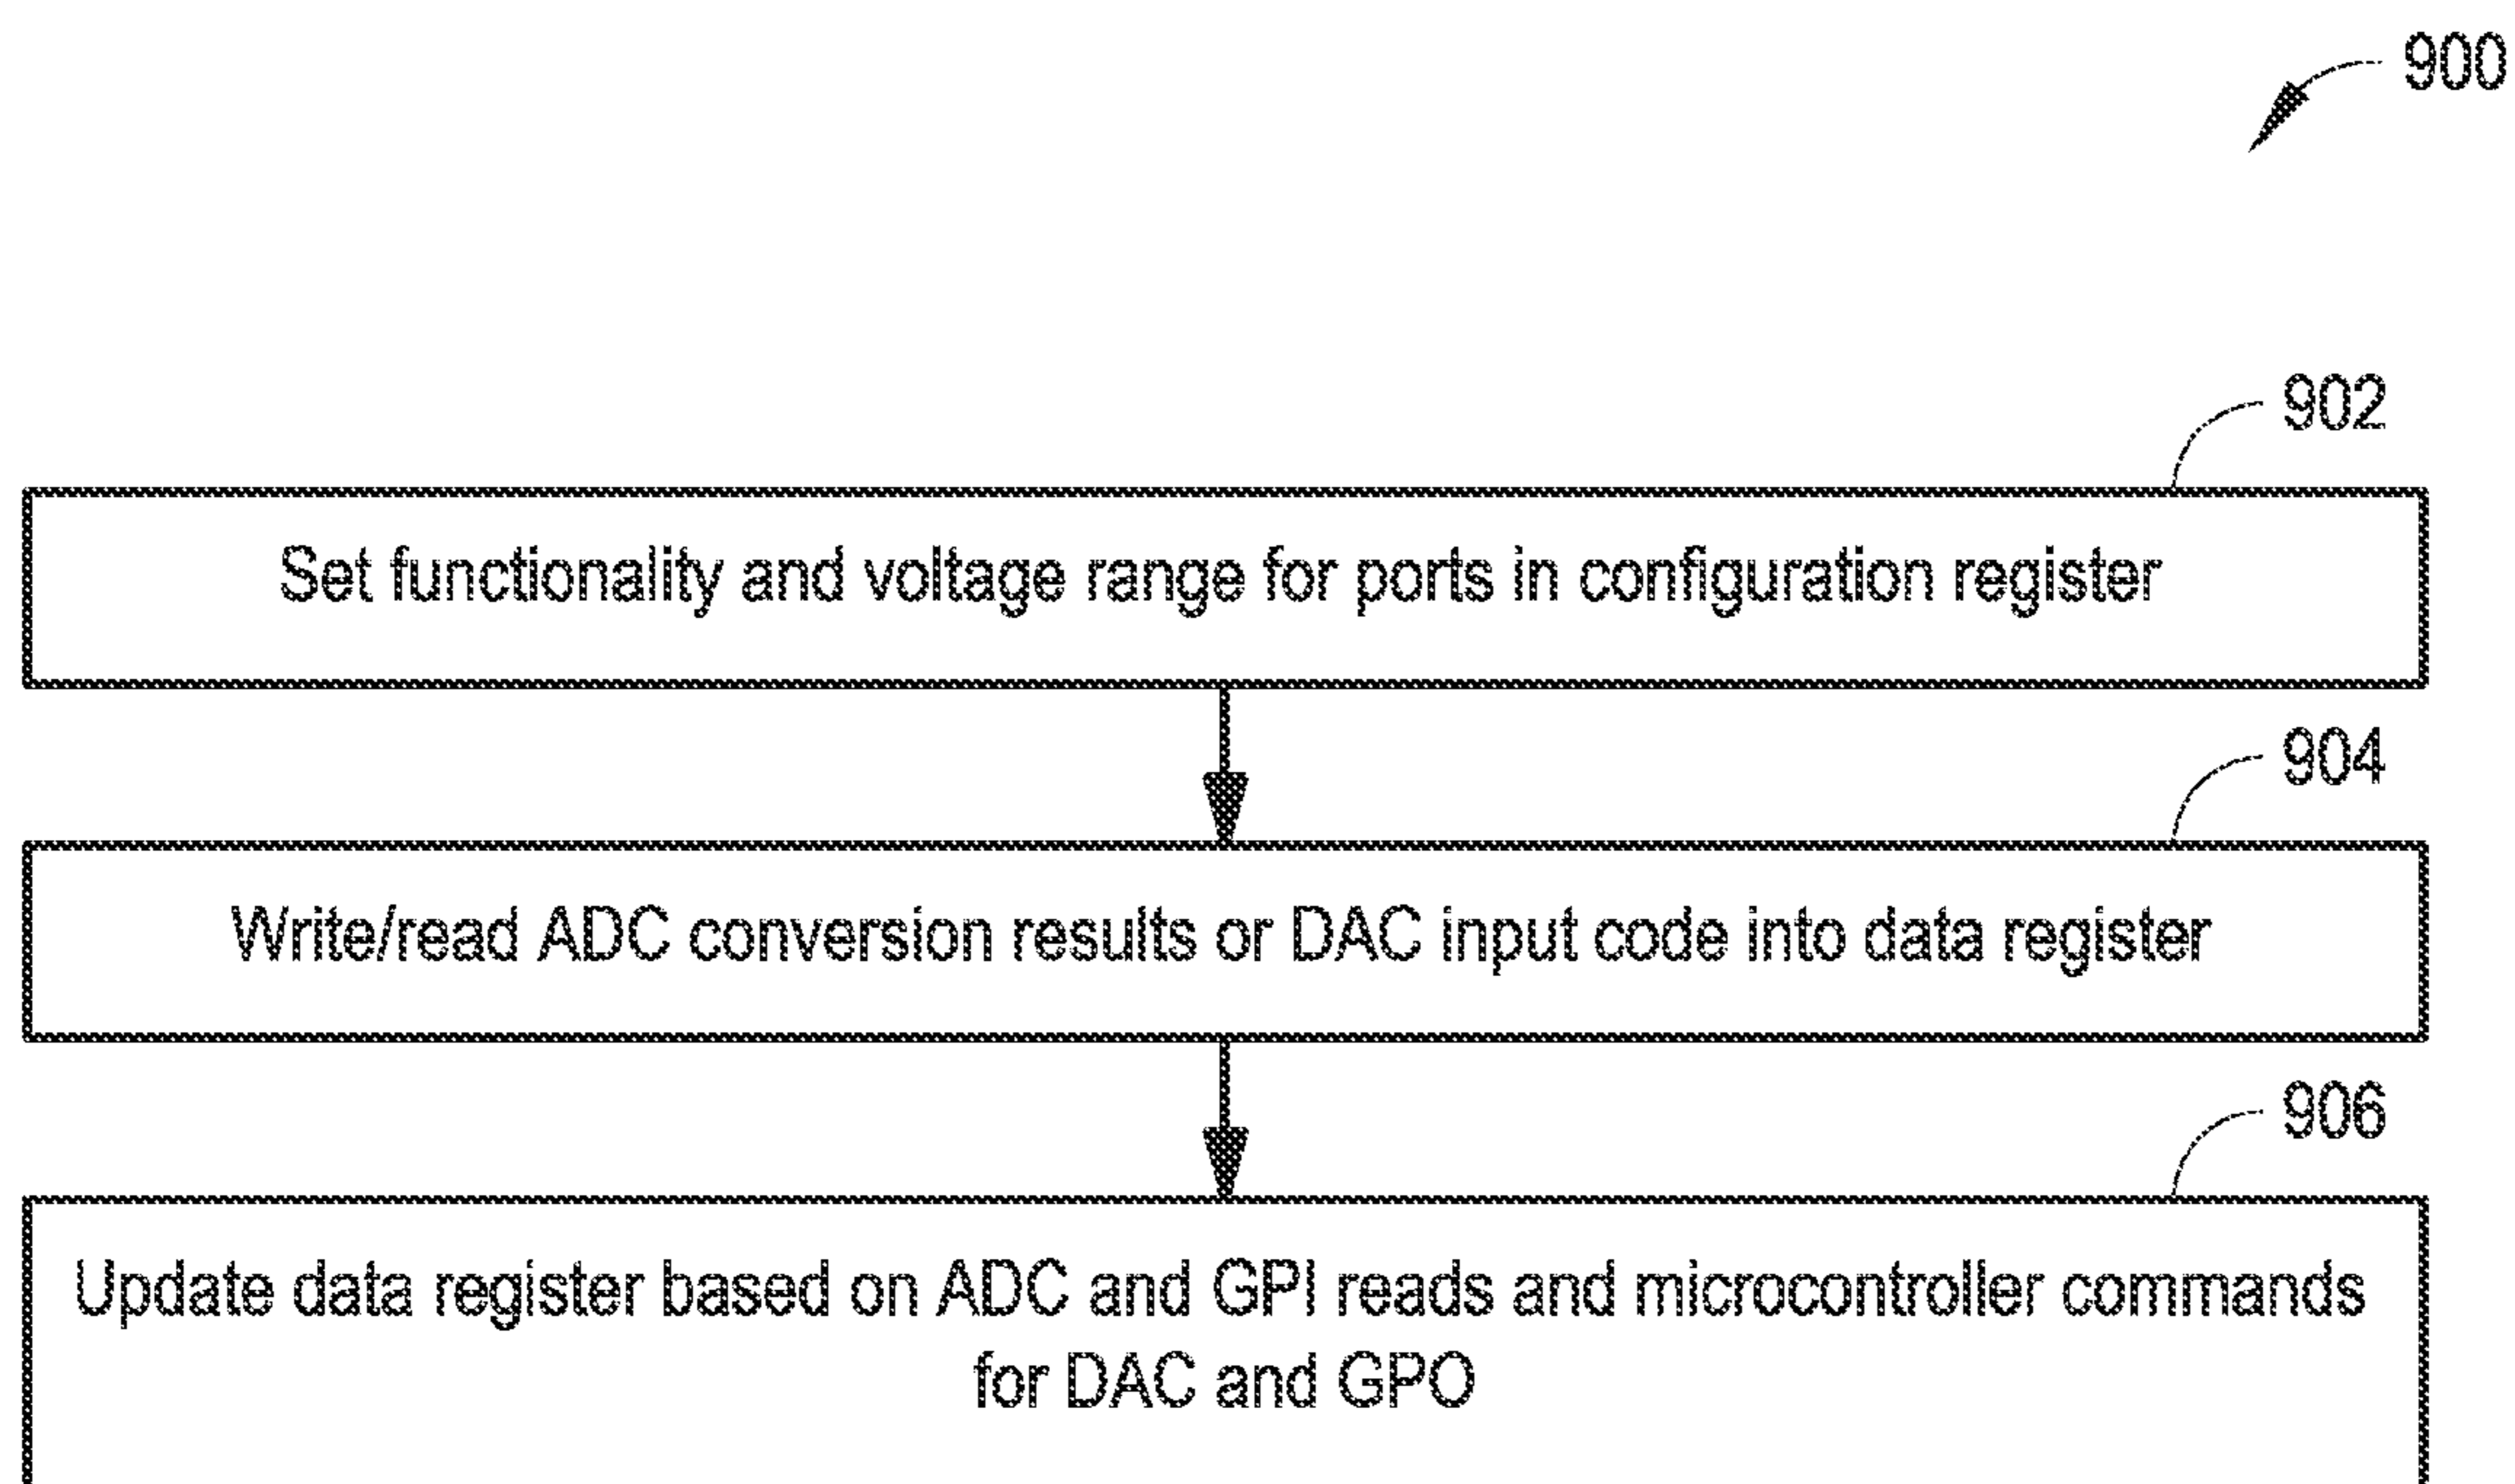 900
902
Set functionality and voltage range for ports in configuration register
904
Write/read ADC conversion results or DAC input code into data register
906
Update data register based on ADC and GPI reads and microcontroller commands
for DAC and GPO